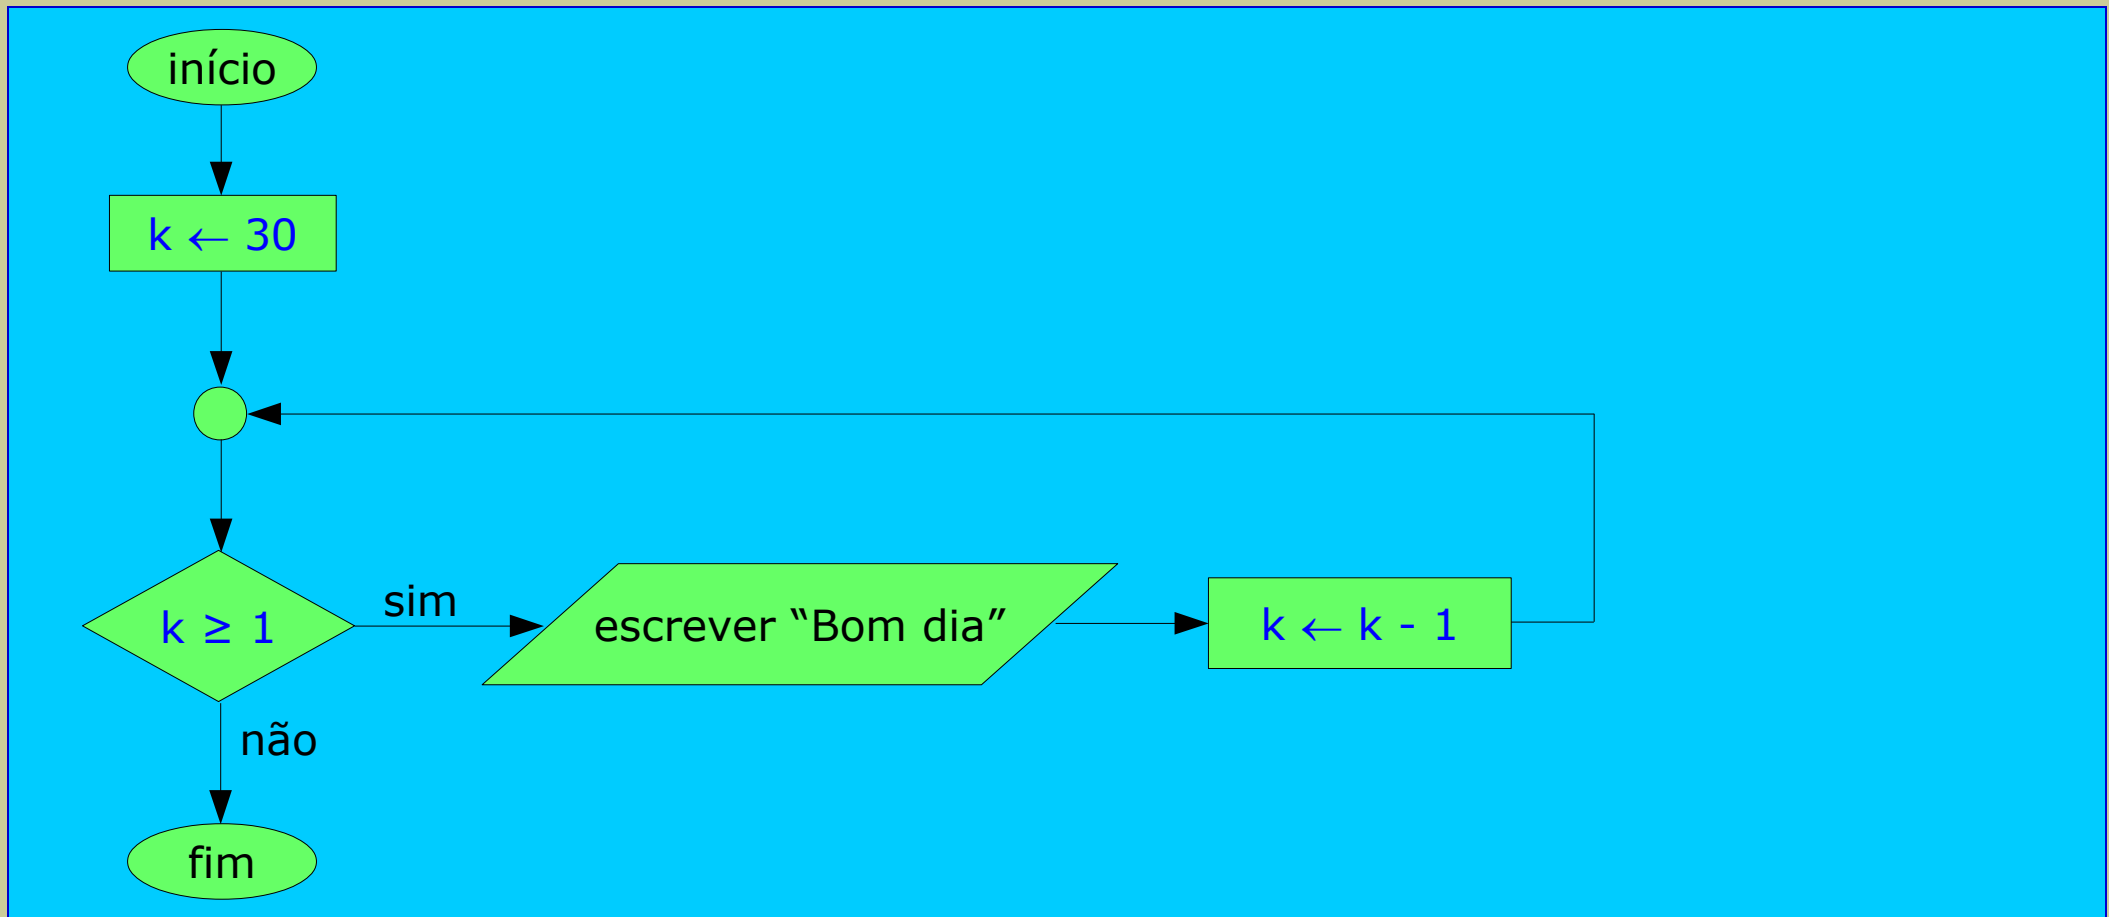 início
k ← 30
k ≥ 1
sim
escrever “Bom dia”
k ← k - 1
não
fim